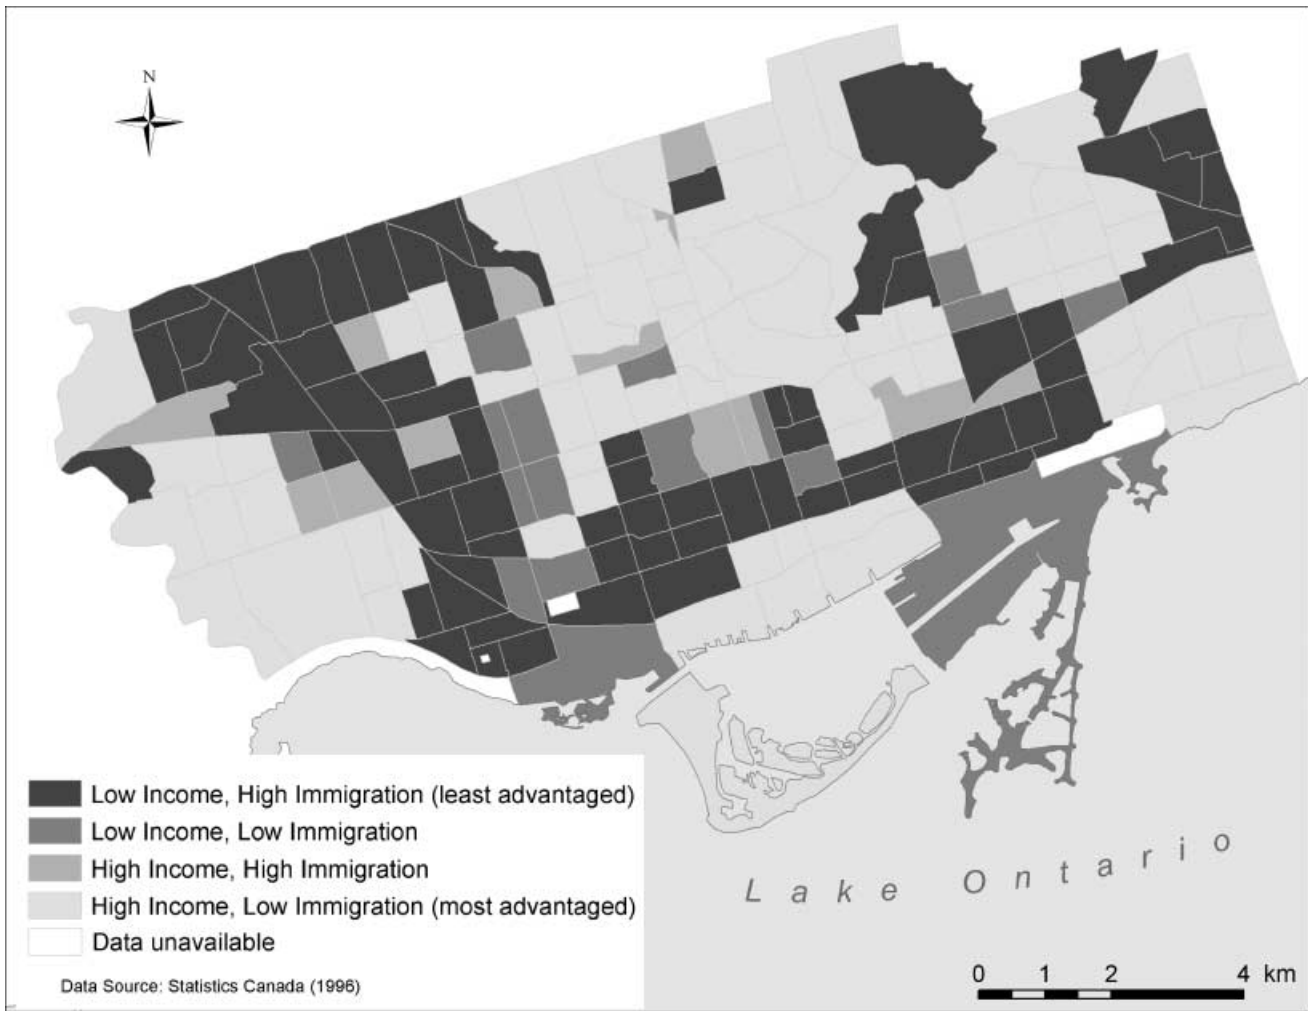 N
Low Income, High Immigration (least advantaged)
Low Income, Low Immigration
High Income, High Immigration
High Income, Low Immigration (most advantaged)
Data unavailable
Data Source: Statistics Canada (1996)
Lake Ontario
0 1 2 4 km